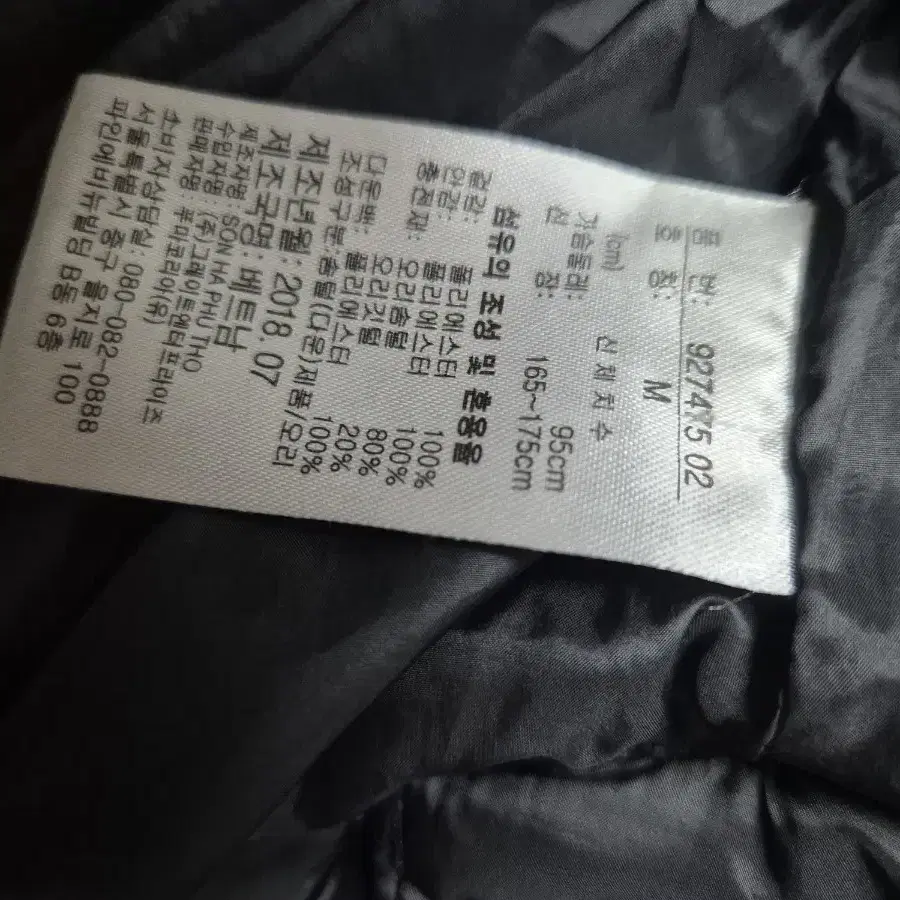 품 번: 927475 02
호 칭: M
(cm) 신 체 치 수
가슴둘레: 95cm
신 장: 165~175cm
섬유의 조성 및 혼용율
겉감: 폴리에스터 100%
안감: 폴리에스터 100%
충전재: 오리솜털 80%
오리깃털 20%
다운백: 폴리에스터 100%
조성구분: 솜털(다운)제품/오리
제조년월: 2018.07
제조국명: 베트남
제조자명: SON HA PHU THO
수입자명: (주)그레이트엔터프라이즈
판매자명: 푸마코리아(유)
소비자상담실: 080-082-0888
서울특별시 중구 을지로 100
파인에비뉴빌딩 B동 6층